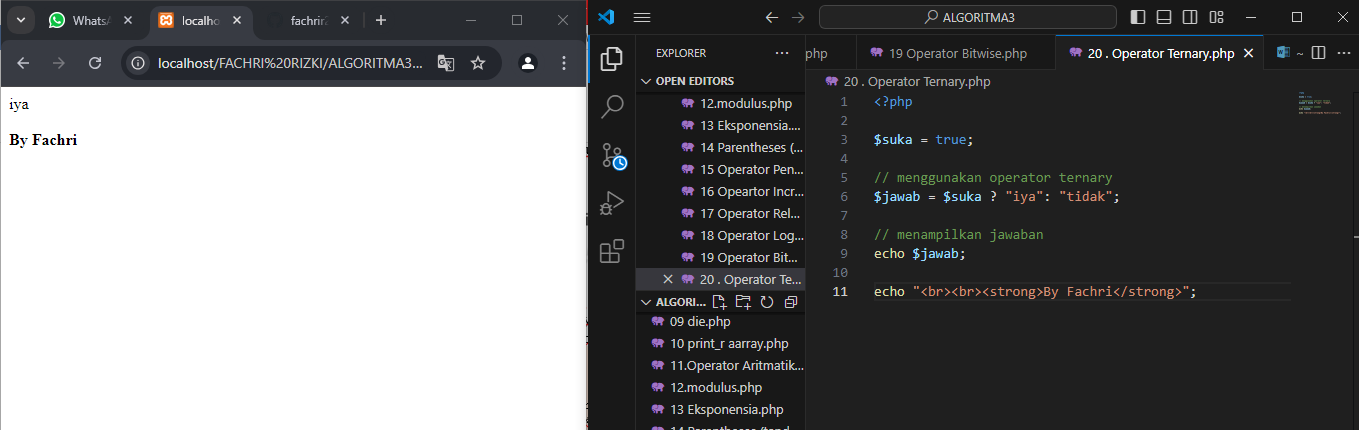 WhatsA
localho
fachrir
localhost/FACHRI%20RIZKI/ALGORITMA3...
iya
By Fachri
ALGORITMA3
EXPLORER
OPEN EDITORS
12.modulus.php
13 Eksponensia....
14 Parentheses (...
15 Operator Pen...
16 Opeartor Incr...
17 Operator Rel...
18 Operator Log...
19 Operator Bit...
20 . Operator Te...
ALGORI...
09 die.php
10 print_r aarray.php
11.Operator Aritmatik...
12.modulus.php
13 Eksponensia.php
php
19 Operator Bitwise.php
20 . Operator Ternary.php
20 . Operator Ternary.php
1 <?php
2
3 $suka = true;
4
5 // menggunakan operator ternary
6 $jawab = $suka ? "iya": "tidak";
7
8 // menampilkan jawaban
9 echo $jawab;
10
11 echo "<br><br><strong>By Fachri</strong>";